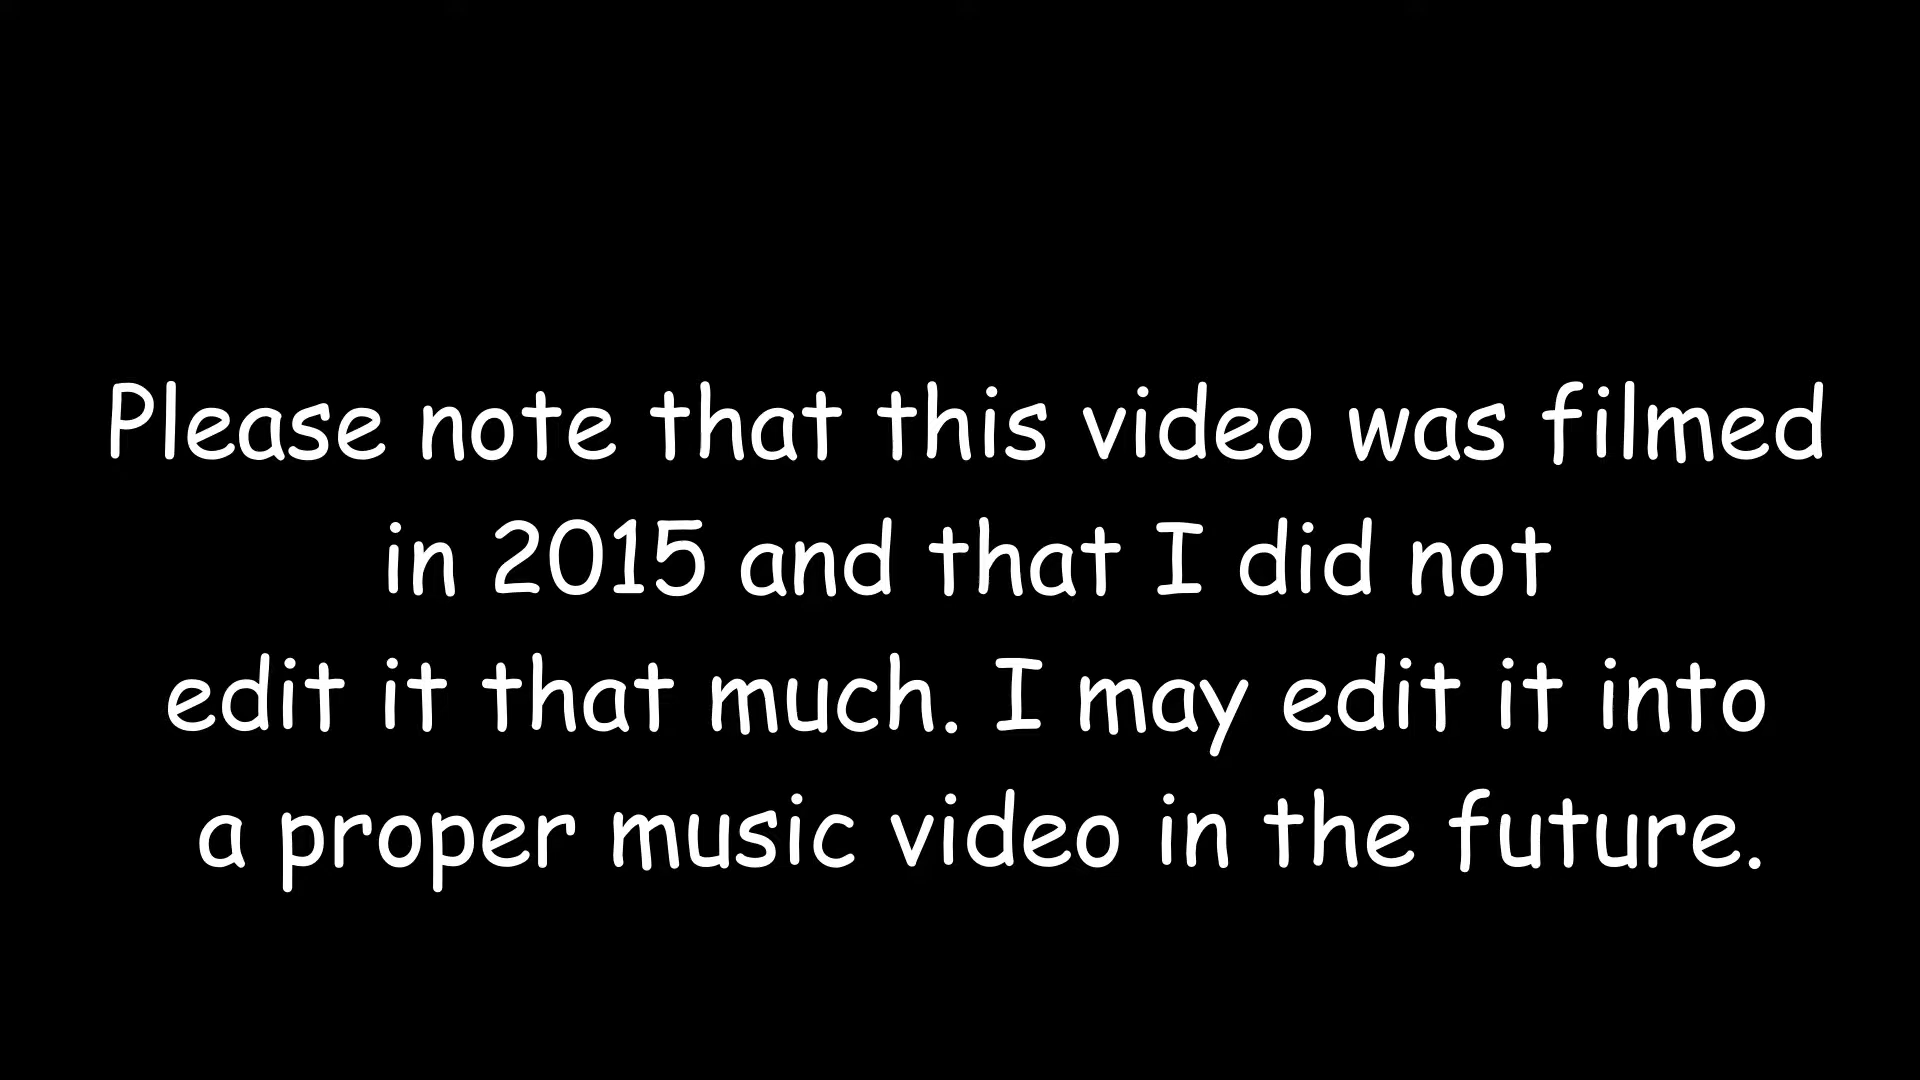 Please note that this video was filmed
in 2015 and that I did not
edit it that much. I may edit it into
a proper music video in the future.